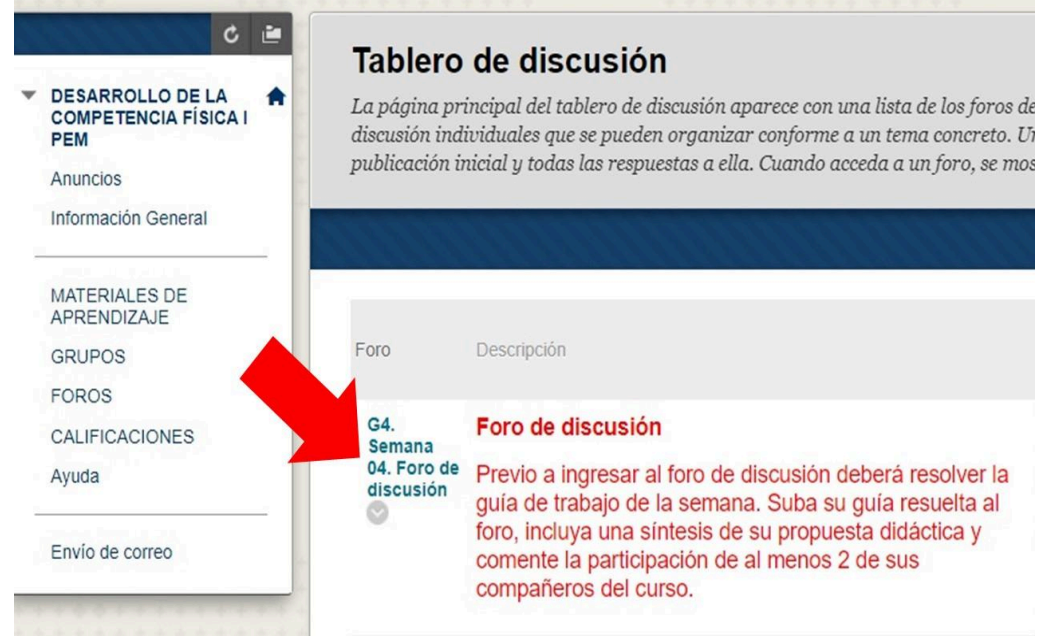 DESARROLLO DE LA
COMPETENCIA FÍSICA I
PEM
Anuncios
Información General
MATERIALES DE
APRENDIZAJE
GRUPOS
FOROS
CALIFICACIONES
Ayuda
Envío de correo
Tablero de discusión
La página principal del tablero de discusión aparece con una lista de los foros de
discusión individuales que se pueden organizar conforme a un tema concreto. Un
publicación inicial y todas las respuestas a ella. Cuando acceda a un foro, se mos
Foro
Descripción
G4.
Semana
04. Foro de
discusión
Foro de discusión
Previo a ingresar al foro de discusión deberá resolver la
guía de trabajo de la semana. Suba su guía resuelta al
foro, incluya una síntesis de su propuesta didáctica y
comente la participación de al menos 2 de sus
compañeros del curso.